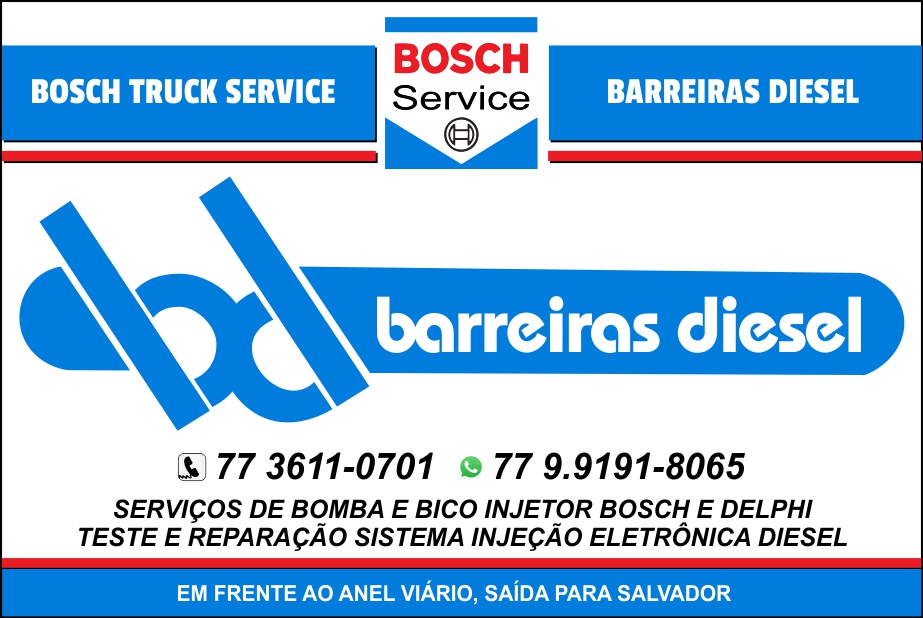 BOSCH TRUCK SERVICE
BOSCH
Service
BARREIRAS DIESEL
bd
barreiras diesel
77 3611-0701 77 9.9191-8065
SERVIÇOS DE BOMBA E BICO INJETOR BOSCH E DELPHI
TESTE E REPARAÇÃO SISTEMA INJEÇÃO ELETRÔNICA DIESEL
EM FRENTE AO ANEL VIÁRIO, SAÍDA PARA SALVADOR